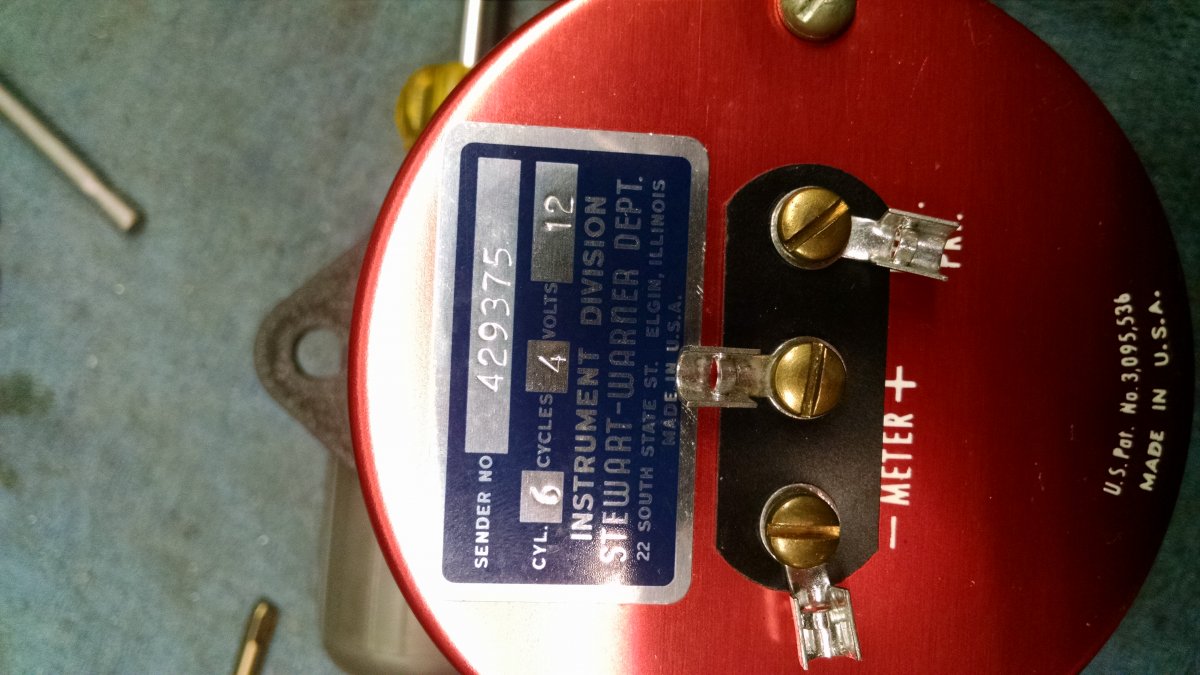 SENDER NO 429375
CYL. 6 CYCLES 4 VOLTS 12
INSTRUMENT DIVISION
STEWART-WARNER DEPT.
22 SOUTH STATE ST. ELGIN, ILLINOIS
MADE IN U.S.A.
— METER +
U.S. Pat. No. 3,095,536
MADE IN U.S.A.